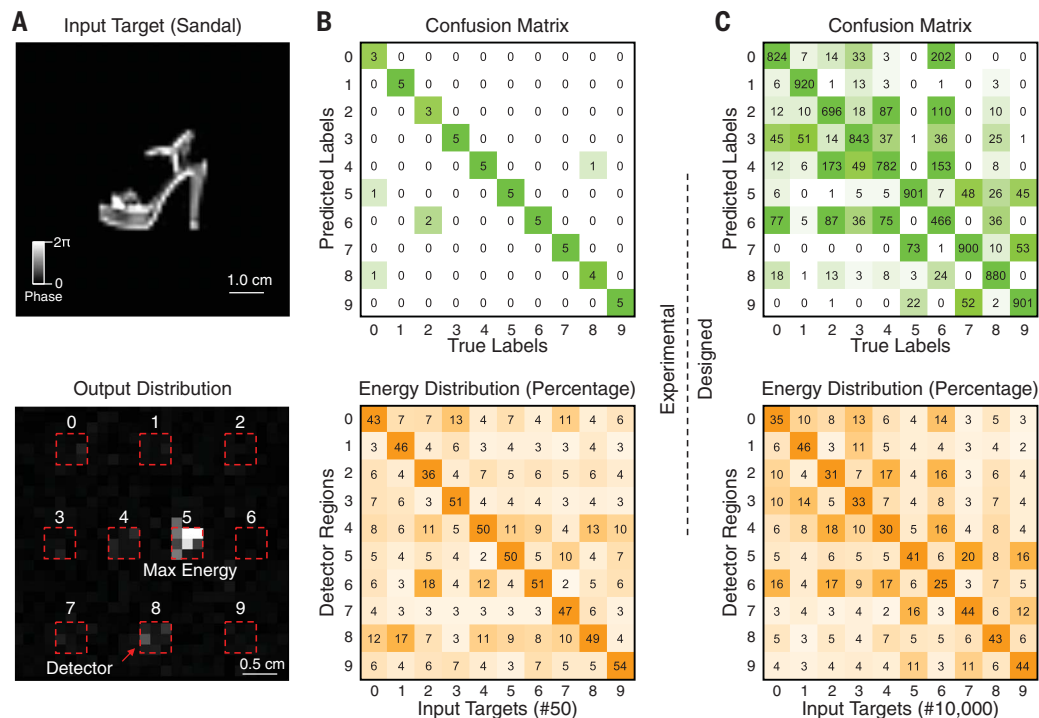 A
Input Target (Sandal)
2π
0
Phase
1.0 cm
Output Distribution
0 1 2
3 4 5 6
Max Energy
7 8 9
Detector
0.5 cm
B
Confusion Matrix
Predicted Labels
0 3 0 0 0 0 0 0 0 0 0
1 0 5 0 0 0 0 0 0 0 0
2 0 0 3 0 0 0 0 0 0 0
3 0 0 0 5 0 0 0 0 0 0
4 0 0 0 0 5 0 0 0 1 0
5 1 0 0 0 0 5 0 0 0 0
6 0 0 2 0 0 0 5 0 0 0
7 0 0 0 0 0 0 0 5 0 0
8 1 0 0 0 0 0 0 0 4 0
9 0 0 0 0 0 0 0 0 0 5
0 1 2 3 4 5 6 7 8 9
True Labels
Energy Distribution (Percentage)
Detector Regions
0 43 7 7 13 4 7 4 11 4 6
1 3 46 4 6 3 4 4 3 4 3
2 6 4 36 4 7 5 6 5 6 4
3 7 6 3 51 4 4 4 3 4 3
4 8 6 11 5 50 11 9 4 13 10
5 5 4 5 4 2 50 5 10 4 7
6 6 3 18 4 12 4 51 2 5 6
7 4 3 3 3 3 3 3 47 6 3
8 12 17 7 3 11 9 8 10 49 4
9 6 4 6 7 4 3 7 5 5 54
0 1 2 3 4 5 6 7 8 9
Input Targets (#50)
Experimental
Designed
C
Confusion Matrix
Predicted Labels
0 824 7 14 33 3 0 202 0 0 0
1 6 920 1 13 3 0 1 0 3 0
2 12 10 696 18 87 0 110 0 10 0
3 45 51 14 843 37 1 36 0 25 1
4 12 6 173 49 782 0 153 0 8 0
5 6 0 1 5 5 901 7 48 26 45
6 77 5 87 36 75 0 466 0 36 0
7 0 0 0 0 0 73 1 900 10 53
8 18 1 13 3 8 3 24 0 880 0
9 0 0 1 0 0 22 0 52 2 901
0 1 2 3 4 5 6 7 8 9
True Labels
Energy Distribution (Percentage)
Detector Regions
0 35 10 8 13 6 4 14 3 5 3
1 6 46 3 11 5 4 4 3 4 2
2 10 4 31 7 17 4 16 3 6 4
3 10 14 5 33 7 4 5 3 4 3
4 6 8 18 10 30 5 16 4 8 4
5 5 4 6 5 5 41 6 20 8 16
6 16 4 17 9 17 6 25 3 7 5
7 3 4 3 4 2 16 3 44 6 12
8 5 3 5 4 7 5 5 6 43 6
9 4 3 4 4 4 11 3 11 6 44
0 1 2 3 4 5 6 7 8 9
Input Targets (#10,000)